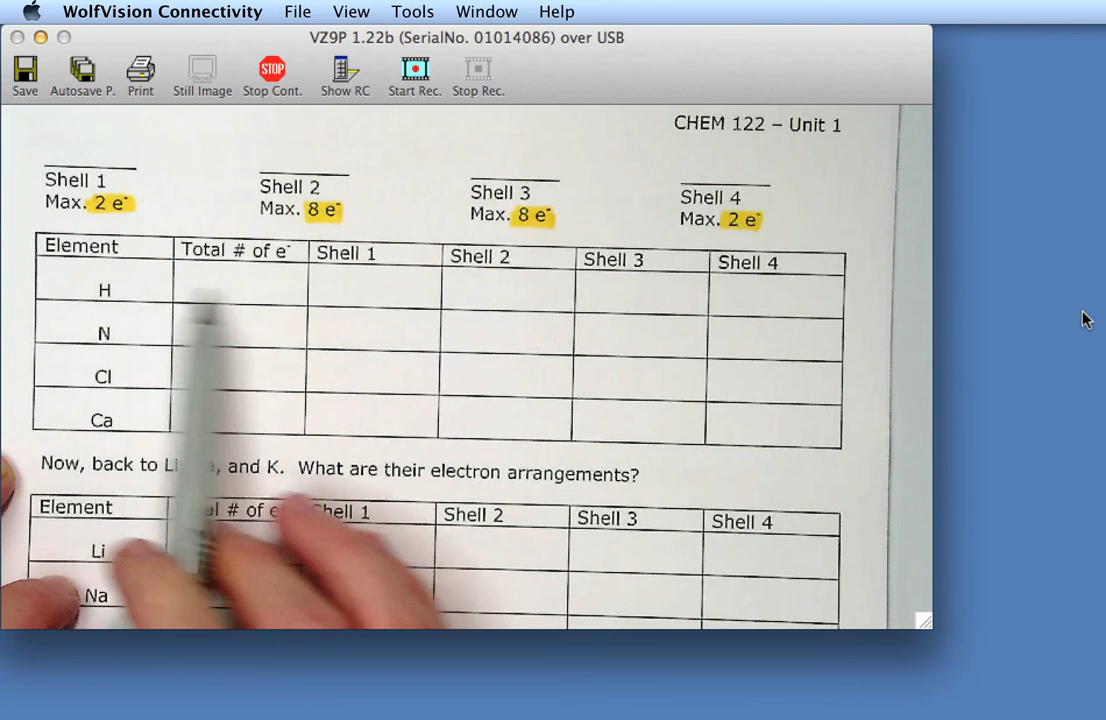 WolfVision Connectivity File View Tools Window Help
VZ9P 1.22b (SerialNo. 01014086) over USB
Save Autosave P. Print Still Image STOP Stop Cont. Show RC Start Rec. Stop Rec.
CHEM 122 – Unit 1
Shell 1 Shell 2 Shell 3 Shell 4
Max. 2 e⁻ Max. 8 e⁻ Max. 8 e⁻ Max. 2 e⁻
Element Total # of e⁻ Shell 1 Shell 2 Shell 3 Shell 4
H
N
Cl
Ca
Now, back to and K. What are their electron arrangements?
Element # of Shell 1 Shell 2 Shell 3 Shell 4
Li
Na